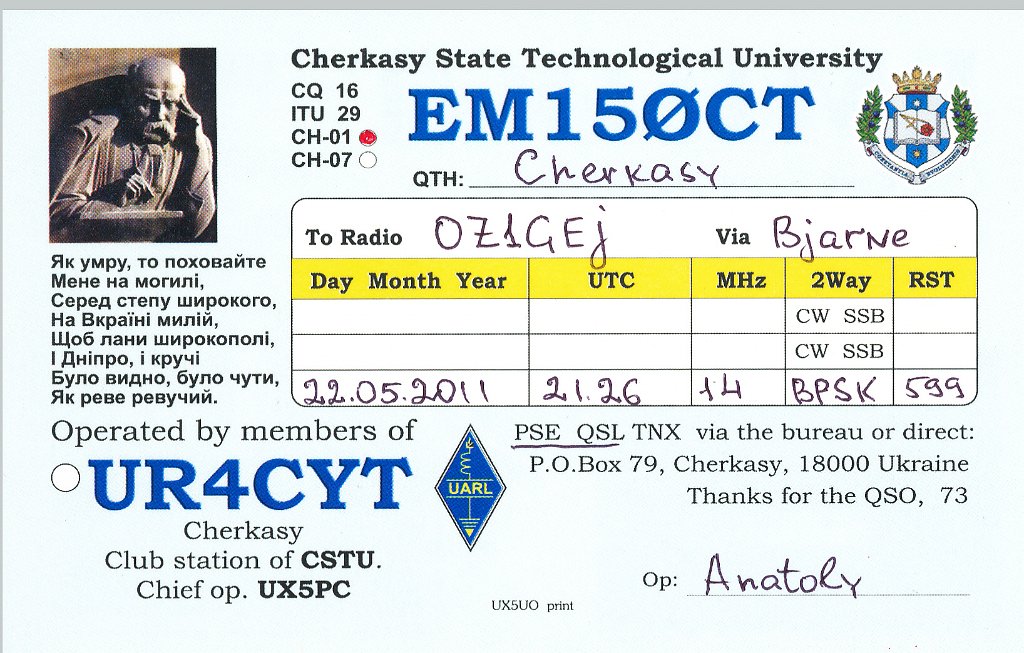 Cherkasy State Technological University
CQ 16
ITU 29
CH-01
CH-07
EM150CT
QTH: Cherkasy
To Radio OZ1GEj Via Bjarne
Day Month Year UTC MHz 2Way RST
CW SSB
CW SSB
22.05.2011 21.26 14 BPSK 599
Як умру, то поховайте
Мене на могилі,
Серед степу широкого,
На Вкраїні милій,
Щоб лани широкополі,
І Дніпро, і кручі
Було видно, було чути,
Як реве ревучий.
Operated by members of
UR4CYT
Cherkasy
Club station of CSTU.
Chief op. UX5PC
UARL
PSE QSL TNX via the bureau or direct:
P.O.Box 79, Cherkasy, 18000 Ukraine
Thanks for the QSO, 73
Op: Anatoly
UX5UO print